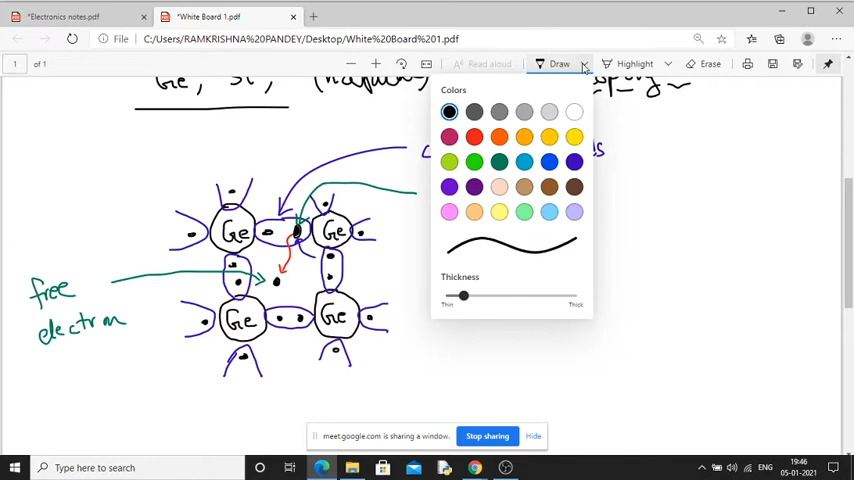 *Electronics notes.pdf
*White Board 1.pdf
File C:/Users/RAMKRISHNA%20PANDEY/Desktop/White%20Board%201.pdf
1 of 1
Read aloud
Draw
Highlight
Erase
Ge, Si,
Colors
Ge
Ge
free
electron
Ge
Ge
Thickness
Thin
Thick
meet.google.com is sharing a window.
Stop sharing
Hide
Type here to search
ENG
19:46
05-01-2021